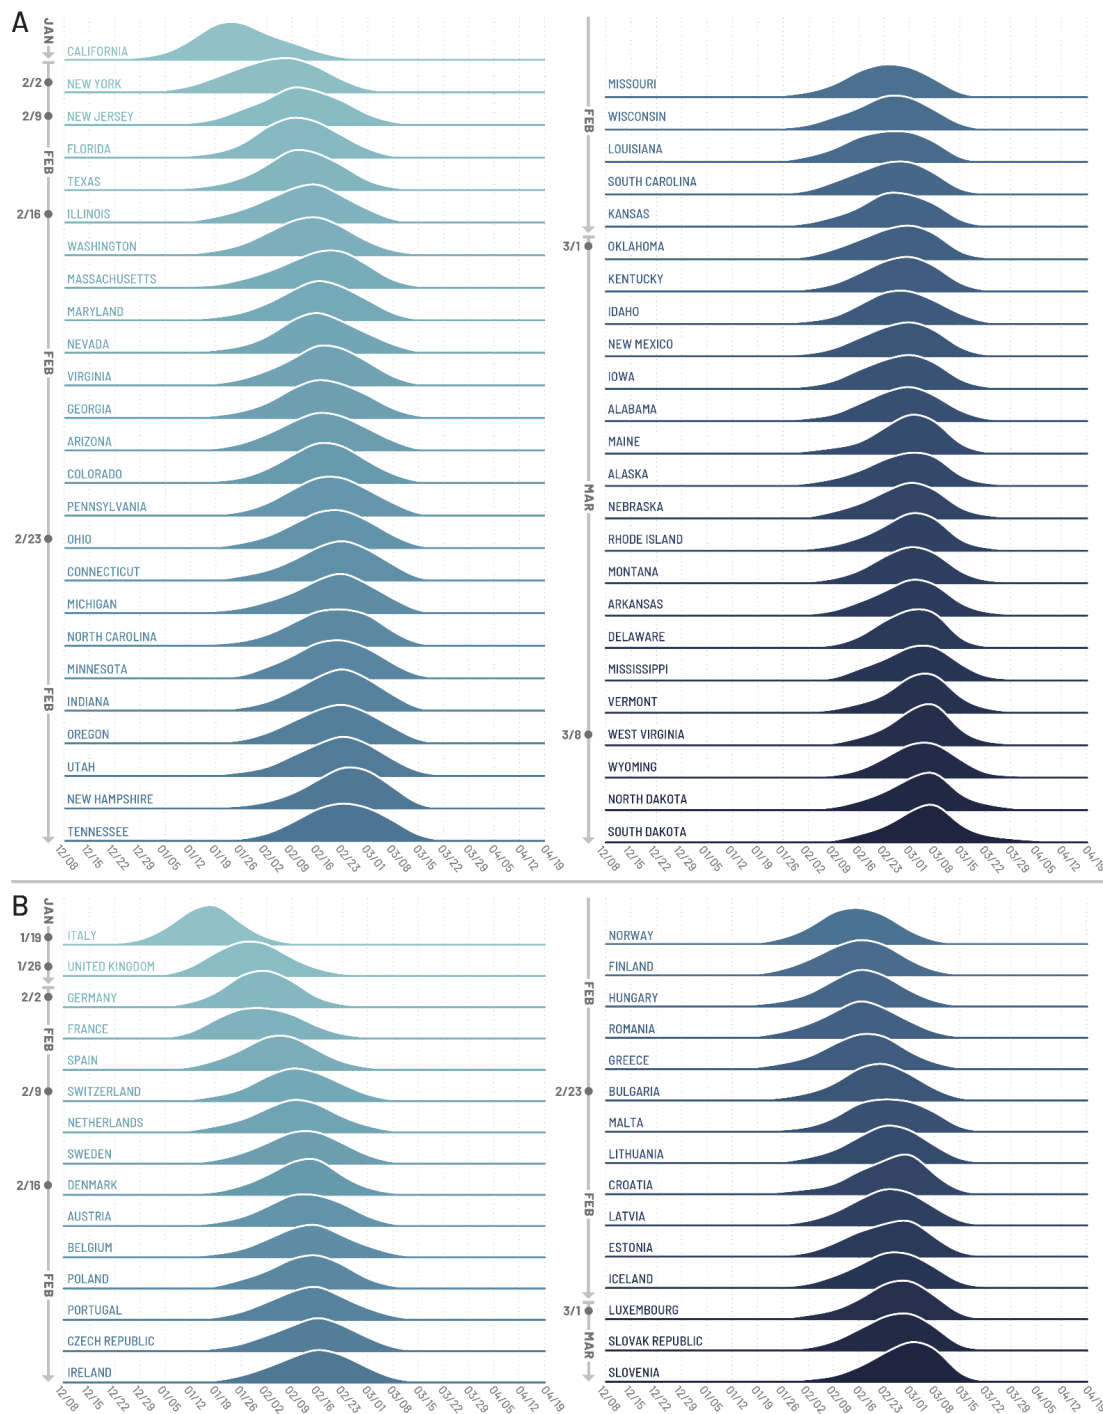 A
JAN
CALIFORNIA
2/2
NEW YORK
2/9
NEW JERSEY
FEB
FLORIDA
TEXAS
2/16
ILLINOIS
WASHINGTON
MASSACHUSETTS
MARYLAND
NEVADA
FEB
VIRGINIA
GEORGIA
ARIZONA
COLORADO
PENNSYLVANIA
2/23
OHIO
CONNECTICUT
MICHIGAN
NORTH CAROLINA
MINNESOTA
FEB
INDIANA
OREGON
UTAH
NEW HAMPSHIRE
TENNESSEE
12/08 12/15 12/22 12/29 01/05 01/12 01/19 01/26 02/02 02/09 02/16 02/23 03/01 03/08 03/15 03/22 03/29 04/05 04/12 04/19
MISSOURI
FEB
WISCONSIN
LOUISIANA
SOUTH CAROLINA
KANSAS
3/1
OKLAHOMA
KENTUCKY
IDAHO
NEW MEXICO
IOWA
ALABAMA
MAINE
ALASKA
MAR
NEBRASKA
RHODE ISLAND
MONTANA
ARKANSAS
DELAWARE
MISSISSIPPI
VERMONT
3/8
WEST VIRGINIA
WYOMING
NORTH DAKOTA
SOUTH DAKOTA
12/08 12/15 12/22 12/29 01/05 01/12 01/19 01/26 02/02 02/09 02/16 02/23 03/01 03/08 03/15 03/22 03/29 04/05 04/12 04/19
B
JAN
1/19
ITALY
1/26
UNITED KINGDOM
2/2
GERMANY
FEB
FRANCE
SPAIN
2/9
SWITZERLAND
NETHERLANDS
SWEDEN
2/16
DENMARK
AUSTRIA
BELGIUM
FEB
POLAND
PORTUGAL
CZECH REPUBLIC
IRELAND
12/08 12/15 12/22 12/29 01/05 01/12 01/19 01/26 02/02 02/09 02/16 02/23 03/01 03/08 03/15 03/22 03/29 04/05 04/12 04/19
NORWAY
FINLAND
FEB
HUNGARY
ROMANIA
GREECE
2/23
BULGARIA
MALTA
LITHUANIA
CROATIA
FEB
LATVIA
ESTONIA
ICELAND
3/1
LUXEMBOURG
MAR
SLOVAK REPUBLIC
SLOVENIA
12/08 12/15 12/22 12/29 01/05 01/12 01/19 01/26 02/02 02/09 02/16 02/23 03/01 03/08 03/15 03/22 03/29 04/05 04/12 04/19